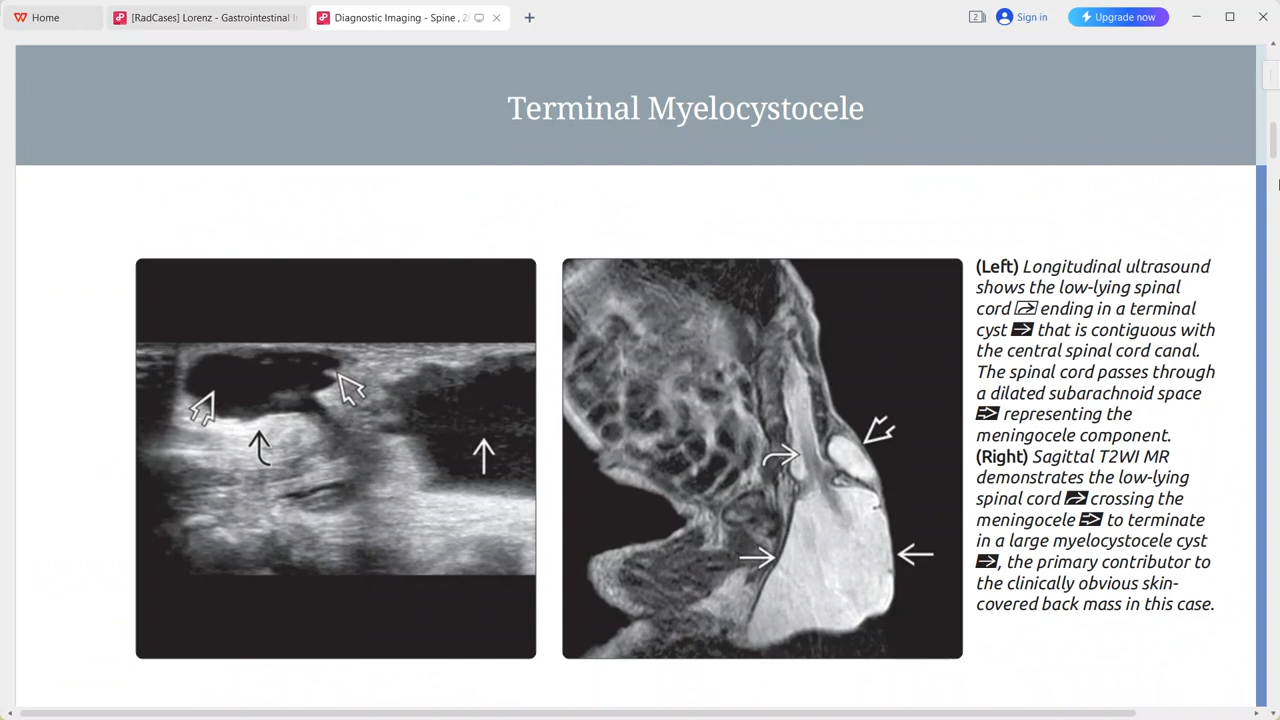 Home
[RadCases] Lorenz - Gastrointestinal I
Diagnostic Imaging - Spine , 2
2
Sign in
Upgrade now
Terminal Myelocystocele
(Left) Longitudinal ultrasound
shows the low-lying spinal
cord ending in a terminal
cyst that is contiguous with
the central spinal cord canal.
The spinal cord passes through
a dilated subarachnoid space
representing the
meningocele component.
(Right) Sagittal T2WI MR
demonstrates the low-lying
spinal cord crossing the
meningocele to terminate
in a large myelocystocele cyst
, the primary contributor to
the clinically obvious skin-
covered back mass in this case.